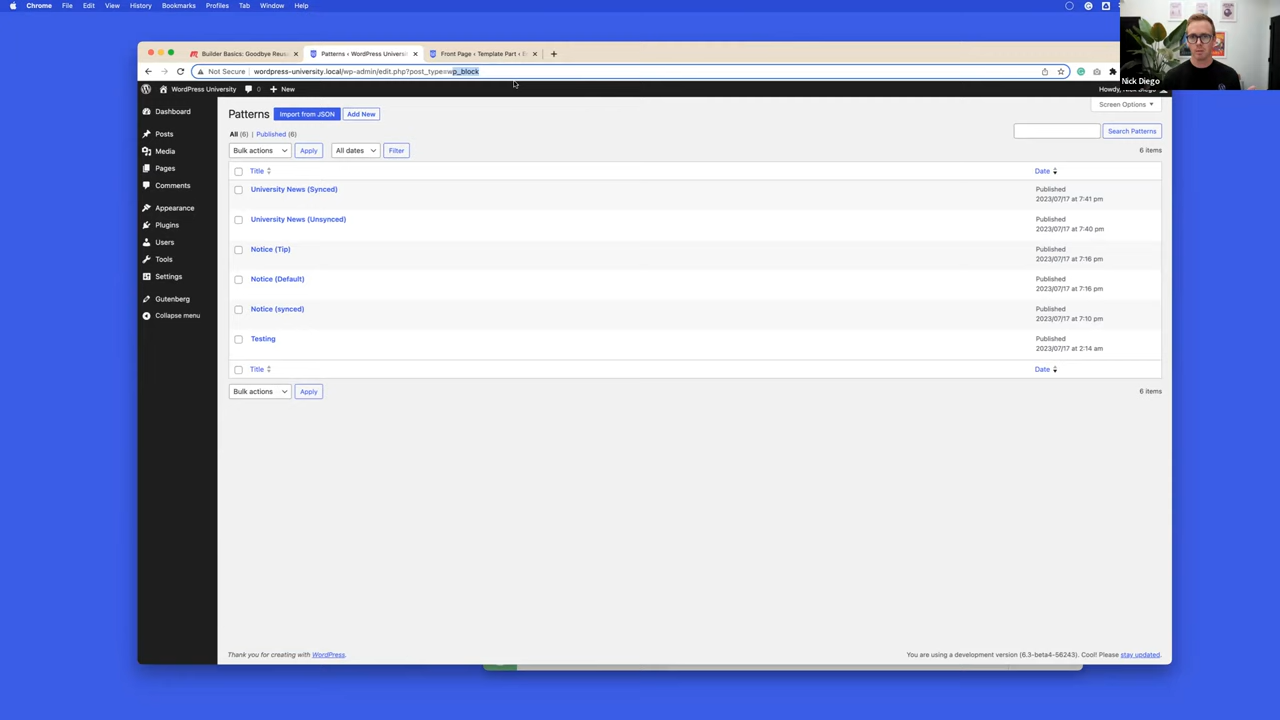 Chrome File Edit View History Bookmarks Profiles Tab Window Help
Builder Basics: Goodbye Reus
Patterns ‹ WordPress Universi
Front Page ‹ Template Part ‹ E
Not Secure
wordpress-university.local/wp-admin/edit.php?post_type=wp_block
Nick Diego
WordPress University 0 New
Howdy,
Dashboard
Posts
Media
Pages
Comments
Appearance
Plugins
Users
Tools
Settings
Gutenberg
Collapse menu
Screen Options
Patterns Import from JSON Add New
All (6) | Published (6)
Search Patterns
Bulk actions Apply All dates Filter
6 items
Title Date
University News (Synced) Published
2023/07/17 at 7:41 pm
University News (Unsynced) Published
2023/07/17 at 7:40 pm
Notice (Tip) Published
2023/07/17 at 7:16 pm
Notice (Default) Published
2023/07/17 at 7:16 pm
Notice (synced) Published
2023/07/17 at 7:10 pm
Testing Published
2023/07/17 at 2:14 am
Title Date
Bulk actions Apply
6 items
Thank you for creating with WordPress.
You are using a development version (6.3-beta4-56243). Cool! Please stay updated.